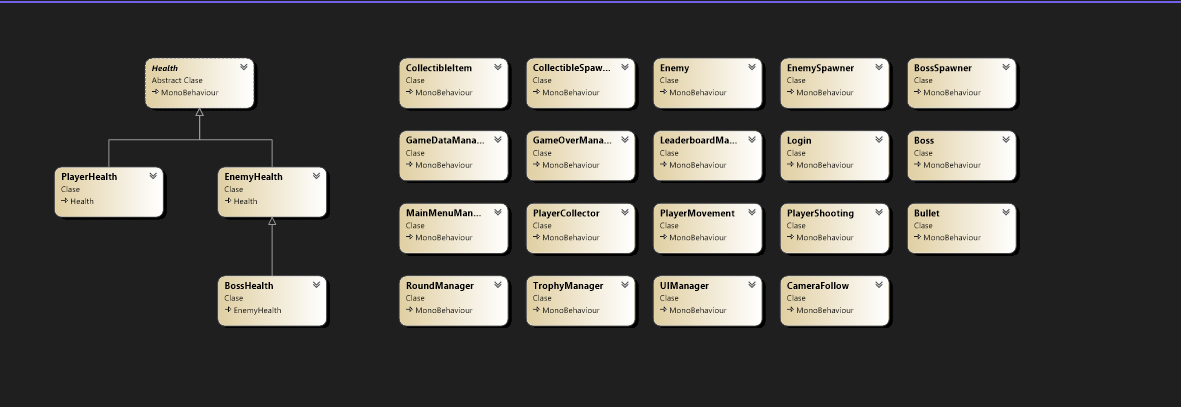 Health
Abstract Clase
MonoBehaviour
PlayerHealth
Clase
Health
EnemyHealth
Clase
Health
BossHealth
Clase
EnemyHealth
CollectibleItem
Clase
MonoBehaviour
CollectibleSpaw...
Clase
MonoBehaviour
Enemy
Clase
MonoBehaviour
EnemySpawner
Clase
MonoBehaviour
BossSpawner
Clase
MonoBehaviour
GameDataMana...
Clase
MonoBehaviour
GameOverMana...
Clase
MonoBehaviour
LeaderboardMa...
Clase
MonoBehaviour
Login
Clase
MonoBehaviour
Boss
Clase
MonoBehaviour
MainMenuMan...
Clase
MonoBehaviour
PlayerCollector
Clase
MonoBehaviour
PlayerMovement
Clase
MonoBehaviour
PlayerShooting
Clase
MonoBehaviour
Bullet
Clase
MonoBehaviour
RoundManager
Clase
MonoBehaviour
TrophyManager
Clase
MonoBehaviour
UIManager
Clase
MonoBehaviour
CameraFollow
Clase
MonoBehaviour